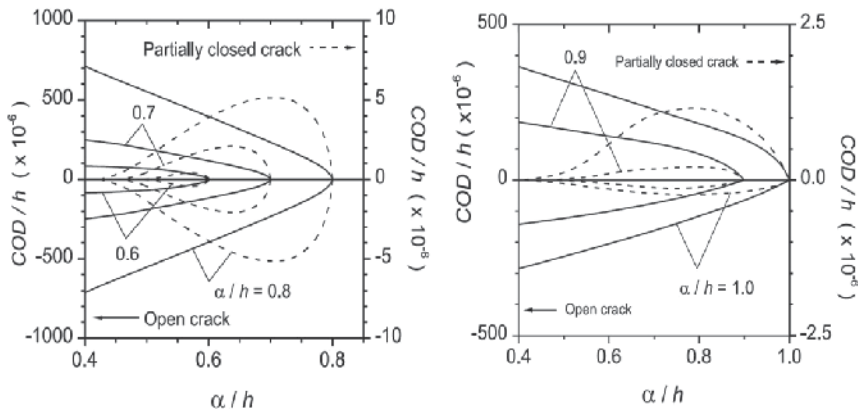 1000
500
0
-500
-1000
COD / h ( x 10-6)
10
5
0
-5
-10
COD / h ( x 10-8)
Partially closed crack
0.7
0.6
α / h = 0.8
Open crack
0.4 0.6 0.8
α / h
500
0
-500
COD / h ( x10-6)
2.5
0.0
-2.5
COD / h ( x 10-6)
0.9
Partially closed crack
α / h = 1.0
Open crack
0.4 0.6 0.8 1.0
α / h